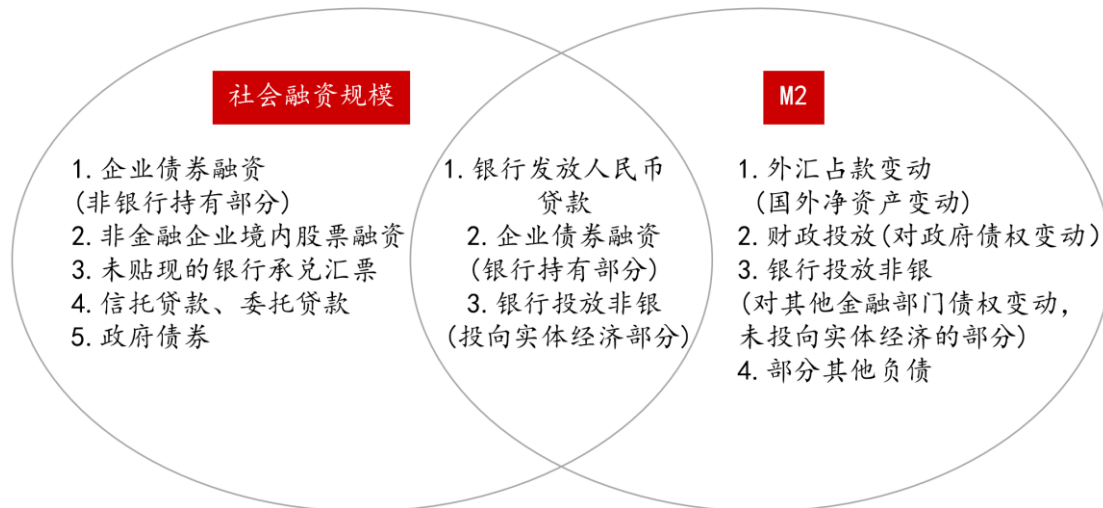 社会融资规模
1. 企业债券融资
(非银行持有部分)
2. 非金融企业境内股票融资
3. 未贴现的银行承兑汇票
4. 信托贷款、委托贷款
5. 政府债券
1. 银行发放人民币
贷款
2. 企业债券融资
(银行持有部分)
3. 银行投放非银
(投向实体经济部分)
M2
1. 外汇占款变动
(国外净资产变动)
2. 财政投放(对政府债权变动)
3. 银行投放非银
(对其他金融部门债权变动,
未投向实体经济的部分)
4. 部分其他负债